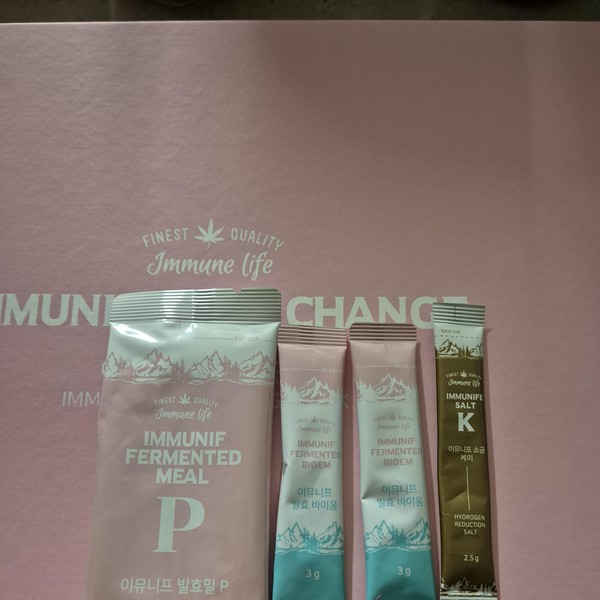 FINEST QUALITY
Immune life
CHANGE
FINEST QUALITY
Immune life
IMMUNIF
FERMENTED
MEAL
P
이뮤니프 발효밀 P
Immune life
IMMUNIF
FERMENTED
BIOEM
이뮤니프
발효 바이옴
3g
Immune life
IMMUNIF
FERMENTED
BIOEM
이뮤니프
발효 바이옴
3g
EASY CUT
FINEST QUALITY
Immune life
IMMUNIFE
SALT
K
이뮤니프 소금
케이
HYDROGEN
REDUCTION
SALT
2.5g